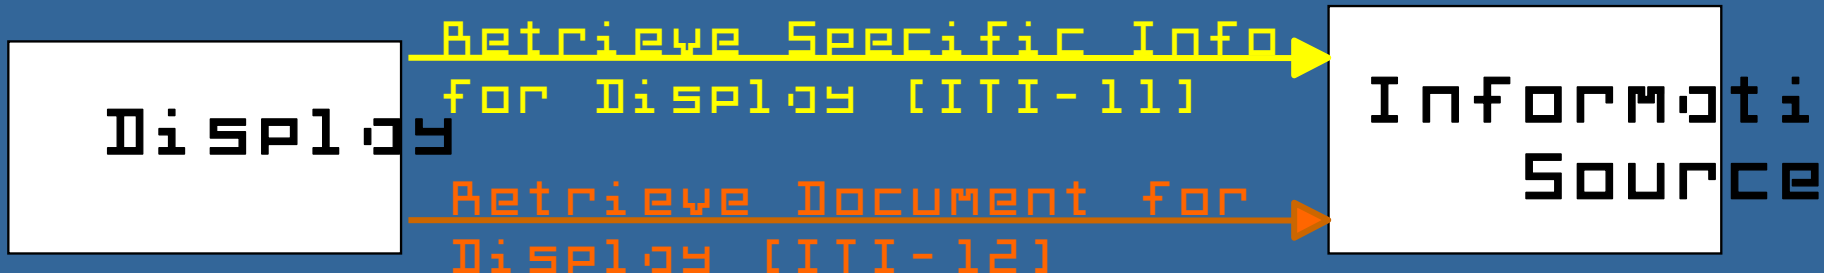 Display
Retrieve Specific Info
for Display [ITI-11]
Retrieve Document for
Display [ITI-12]
Informati
Source